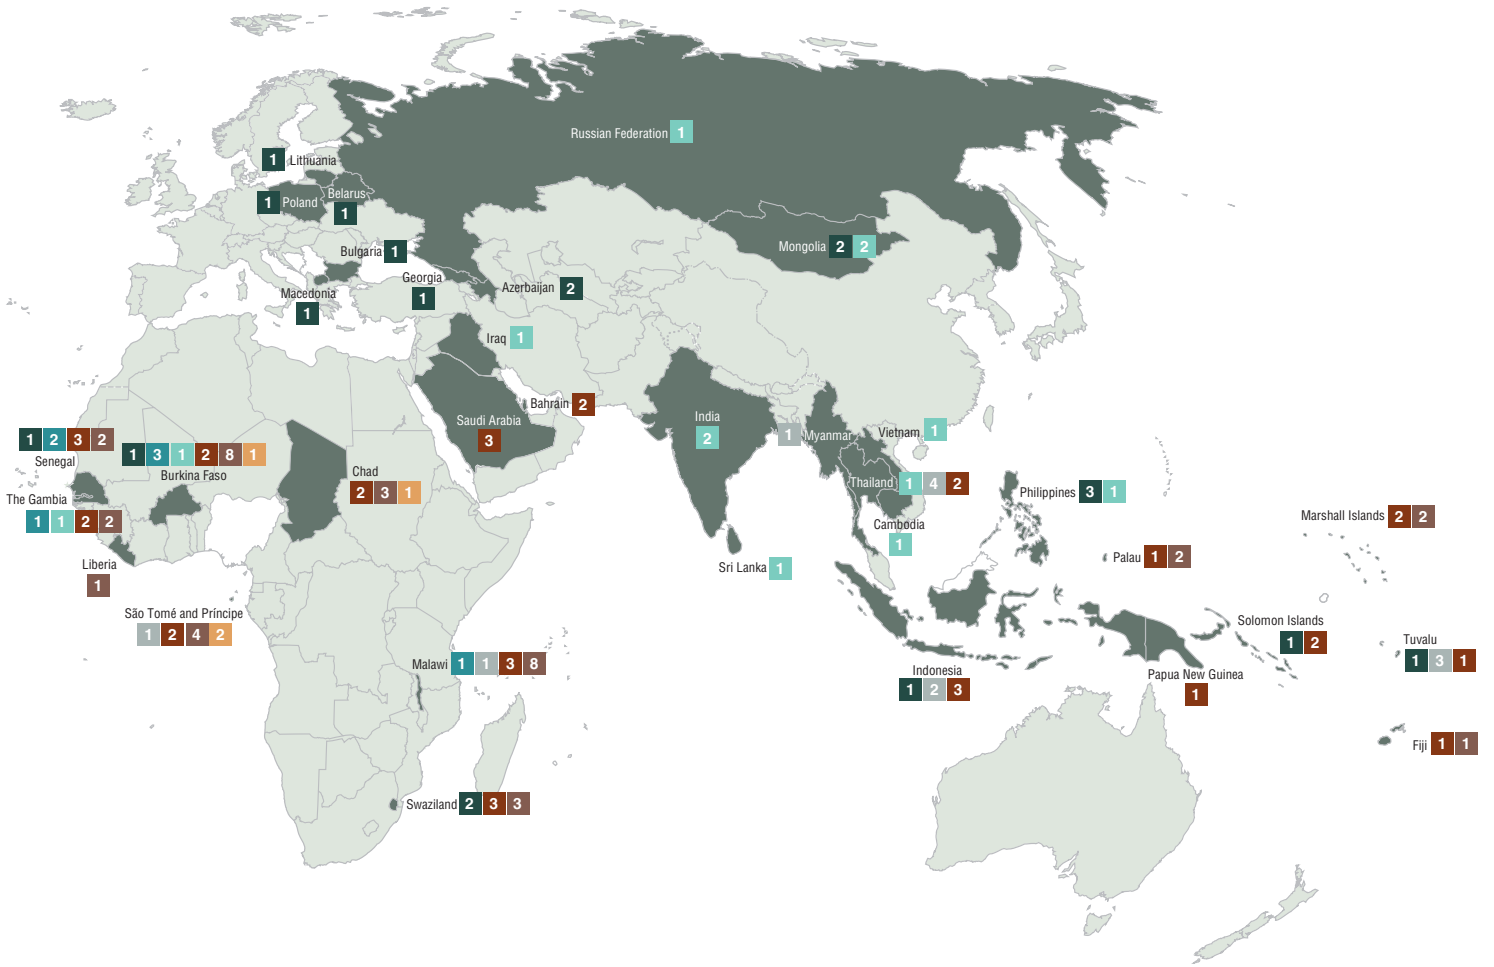 Russian Federation 1
1 Lithuania
1 Poland
Belarus
1
Mongolia 2 2
Bulgaria 1
Georgia
1
Azerbaijan 2
Macedonia
1
Iraq 1
Bahrain 2
Saudi Arabia
3
India
2
1 Myanmar
Vietnam 1
1 2 3 2
Senegal
1 3 1 2 8 1
Burkina Faso
Chad
2 3 1
The Gambia
1 1 2 2
Thailand 1 4 2
Philippines 3 1
Cambodia
1
Marshall Islands 2 2
Palau 1 2
Liberia
1
Sri Lanka 1
São Tomé and Príncipe
1 2 4 2
Solomon Islands
1 2
Tuvalu
1 3 1
Malawi 1 1 3 8
Indonesia
1 2 3
Papua New Guinea
1
Fiji 1 1
Swaziland 2 3 3